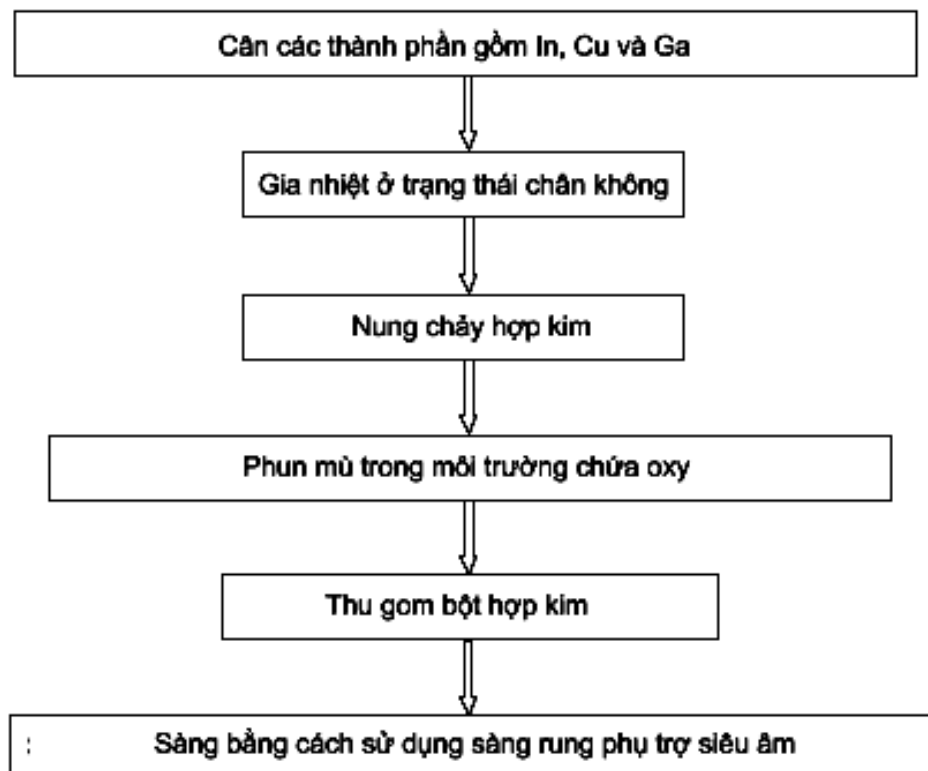 Cân các thành phần gồm In, Cu và Ga
Gia nhiệt ở trạng thái chân không
Nung chảy hợp kim
Phun mù trong môi trường chứa oxy
Thu gom bột hợp kim
: Sàng bằng cách sử dụng sàng rung phụ trợ siêu âm